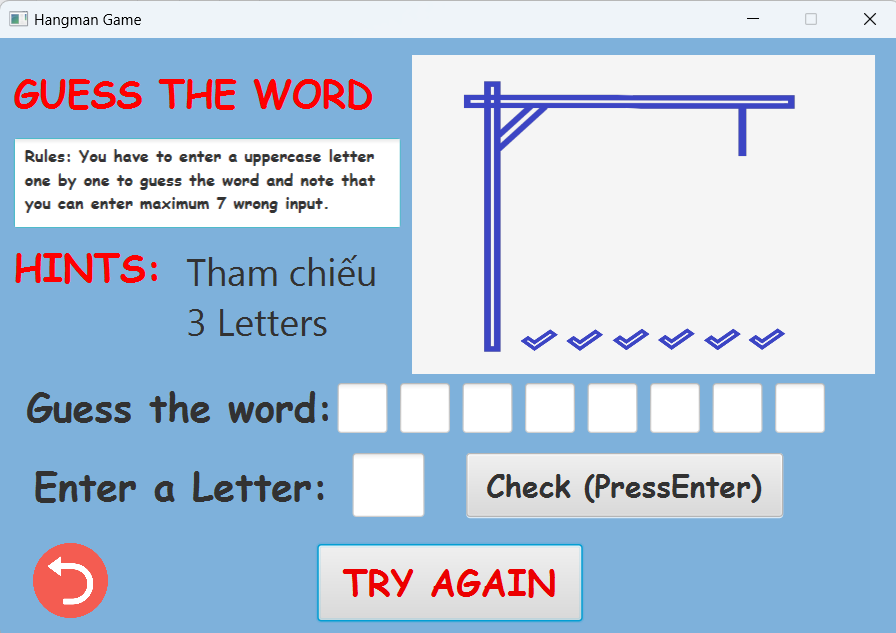 Hangman Game
GUESS THE WORD
Rules: You have to enter a uppercase letter
one by one to guess the word and note that
you can enter maximum 7 wrong input.
HINTS:
Tham chiếu
3 Letters
Guess the word:
Enter a Letter:
Check (PressEnter)
TRY AGAIN